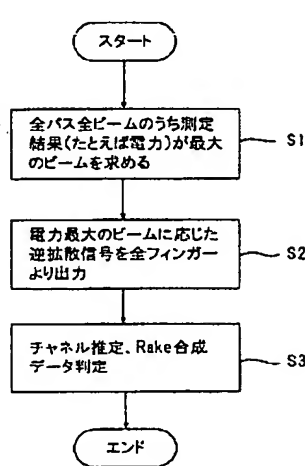 スタート
全パス全ビームのうち測定
結果(たとえば電力)が最大
のビームを求める
S1
電力最大のビームに応じた
逆拡散信号を全フィンガー
より出力
S2
チャネル推定、Rake合成
データ判定
S3
エンド